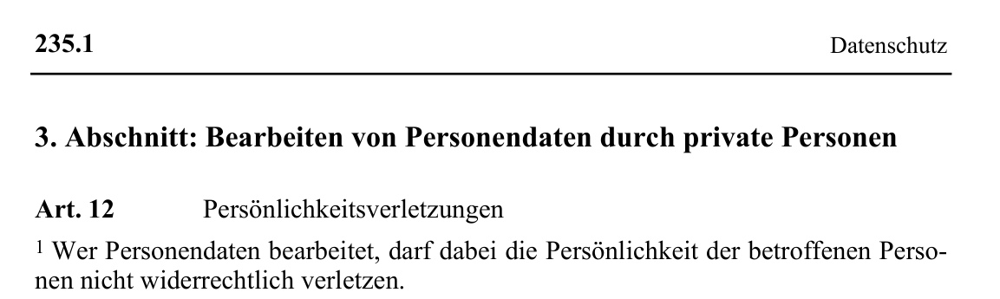 235.1 Datenschutz
3. Abschnitt: Bearbeiten von Personendaten durch private Personen
Art. 12 Persönlichkeitsverletzungen
1 Wer Personendaten bearbeitet, darf dabei die Persönlichkeit der betroffenen Perso-
nen nicht widerrechtlich verletzen.